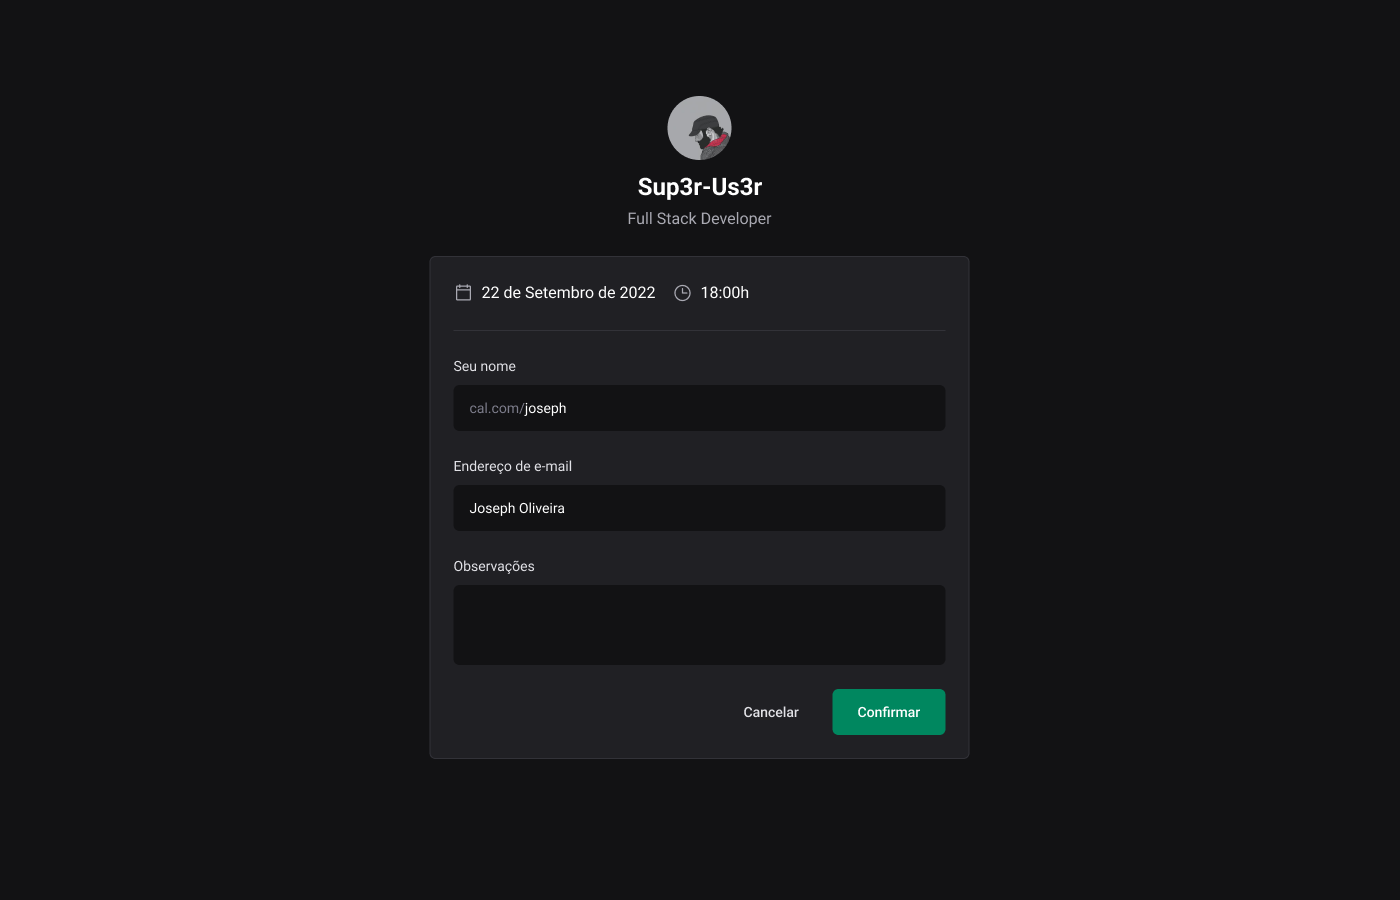 Sup3r-Us3r
Full Stack Developer
22 de Setembro de 2022 18:00h
Seu nome
cal.com/joseph
Endereço de e-mail
Joseph Oliveira
Observações
Cancelar Confirmar